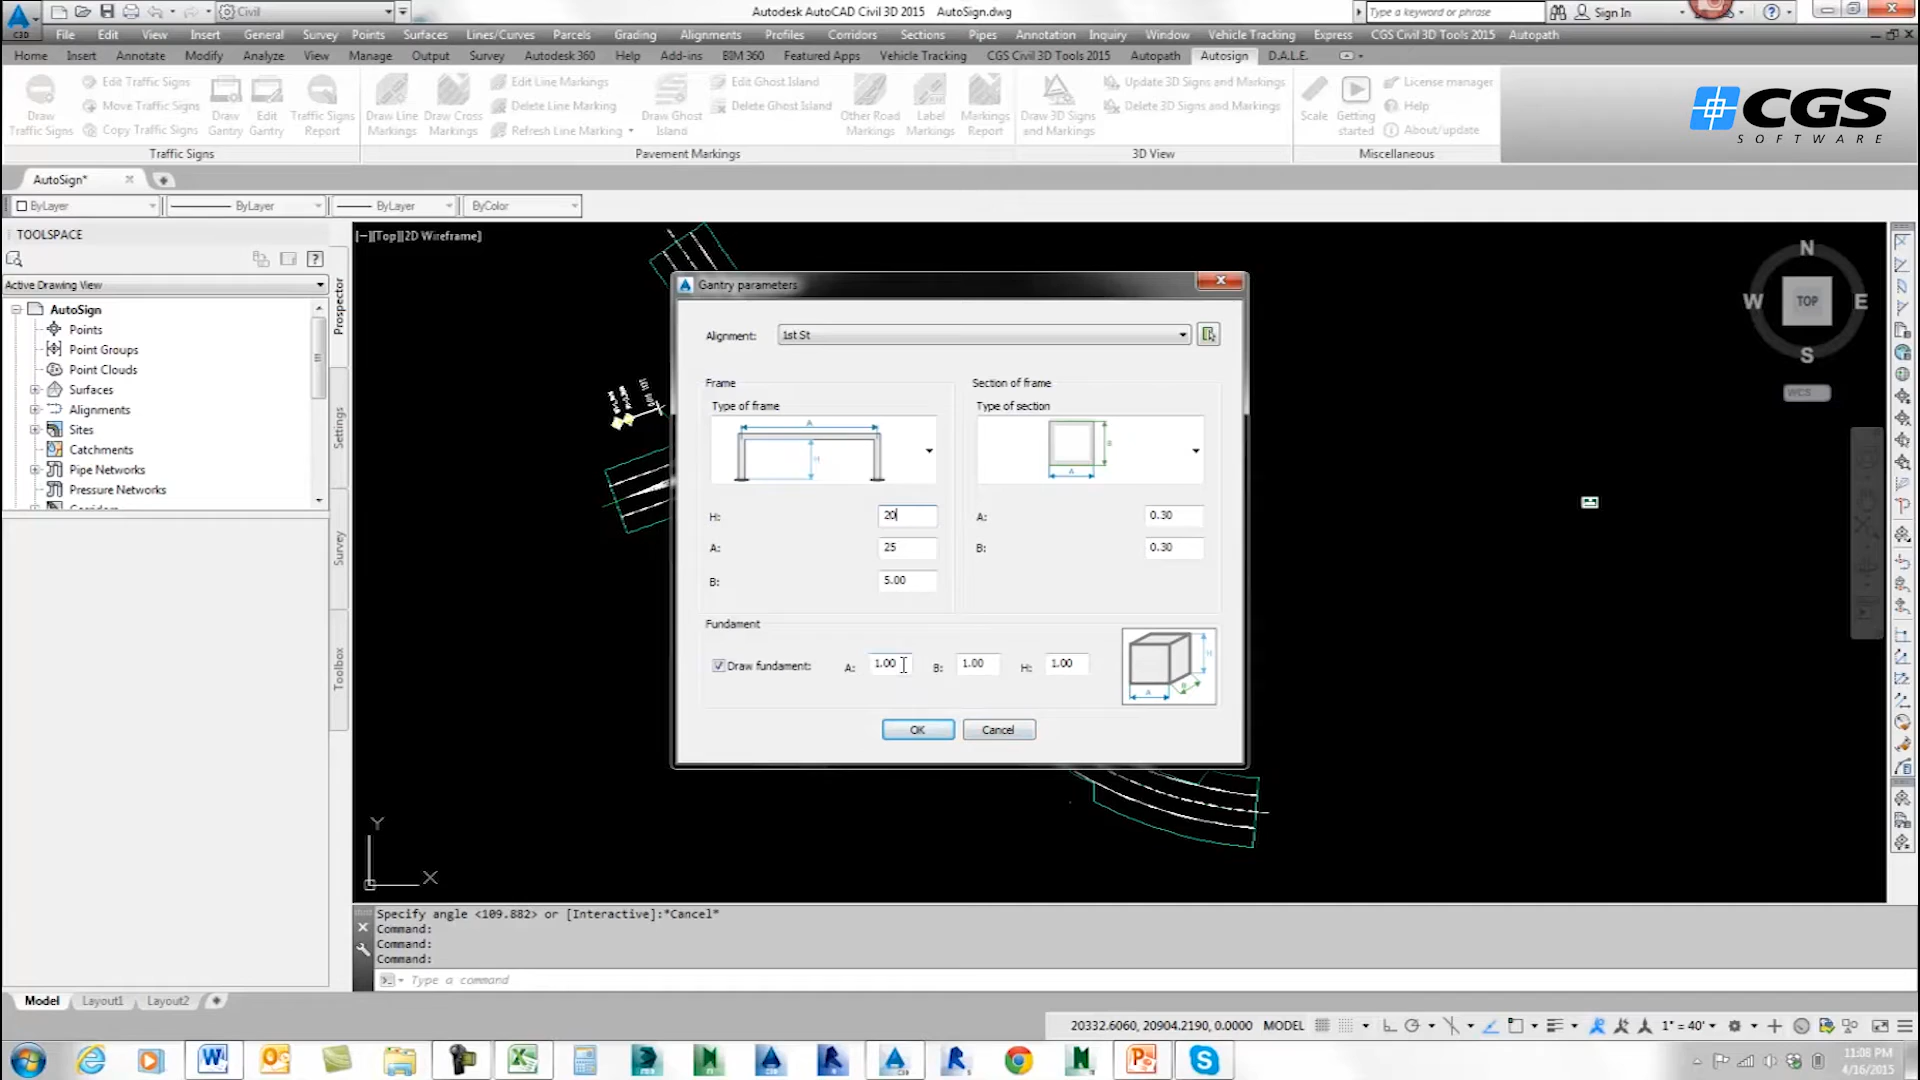 Civil
Autodesk AutoCAD Civil 3D 2015 AutoSign.dwg
Type a keyword or phrase
Sign In
C3D
File Edit View Insert General Survey Points Surfaces Lines/Curves Parcels Grading Alignments Profiles Corridors Sections Pipes Annotation Inquiry Window Vehicle Tracking Express CGS Civil 3D Tools 2015 Autopath
Home Insert Annotate Modify Analyze View Manage Output Survey Autodesk 360 Help Add-ins BIM 360 Featured Apps Vehicle Tracking CGS Civil 3D Tools 2015 Autopath Autosign D.A.L.E.
Draw Traffic Signs
Edit Traffic Signs
Move Traffic Signs
Copy Traffic Signs
Draw Gantry
Edit Gantry
Traffic Signs Report
Draw Line Markings
Draw Cross Markings
Edit Line Markings
Delete Line Marking
Refresh Line Marking
Draw Ghost Island
Edit Ghost Island
Delete Ghost Island
Other Road Markings
Label Markings
Markings Report
Draw 3D Signs and Markings
Update 3D Signs and Markings
Delete 3D Signs and Markings
Scale
Getting started
License manager
Help
About/update
Traffic Signs
Pavement Markings
3D View
Miscellaneous
CGS
SOFTWARE
AutoSign*
ByLayer
ByLayer
ByLayer
ByColor
TOOLSPACE
Active Drawing View
AutoSign
Points
Point Groups
Point Clouds
Surfaces
Alignments
Sites
Catchments
Pipe Networks
Pressure Networks
Prospector
Settings
Survey
Toolbox
[−][Top][2D Wireframe]
N
W TOP E
S
WCS
Gantry parameters
Alignment: 1st St
Frame
Type of frame
A
H
H: 20
A: 25
B: 5.00
Section of frame
Type of section
B
A
A: 0.30
B: 0.30
Fundament
Draw fundament: A: 1.00 B: 1.00 H: 1.00
H
B
A
OK Cancel
Y
X
Specify angle <109.882> or [Interactive]:*Cancel*
Command:
Command:
Command:
Type a command
Model Layout1 Layout2
20332.6060, 20904.2190, 0.0000 MODEL
1" = 40'
11:08 PM
4/16/2015